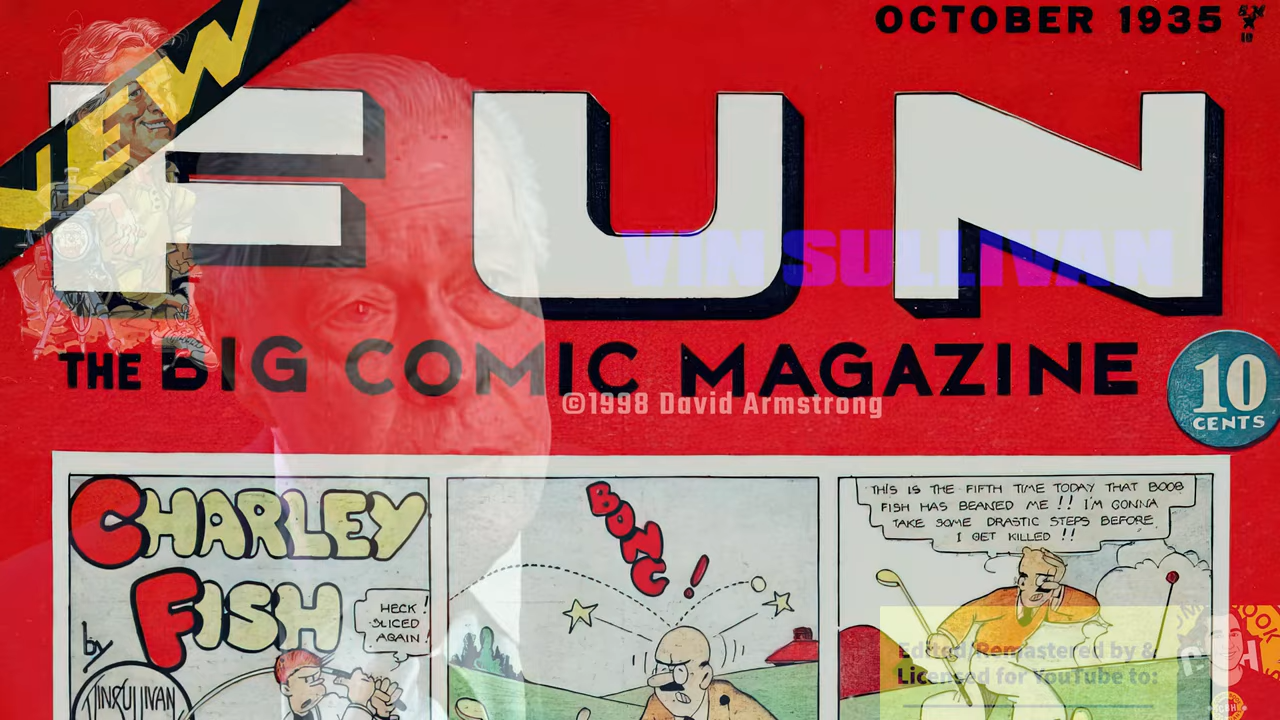 OCTOBER 1935
NEW
FUN
VIN SULLIVAN
THE BIG COMIC MAGAZINE
10
CENTS
©1998 David Armstrong
CHARLEY
FISH
by
VIN SULLIVAN
HECK!
SLICED
AGAIN!
BONG!
THIS IS THE FIFTH TIME TODAY THAT BOOB
FISH HAS BEANED ME!! I'M GONNA
TAKE SOME DRASTIC STEPS BEFORE
I GET KILLED!!
Edited/Remastered by &
Licensed for YouTube to: